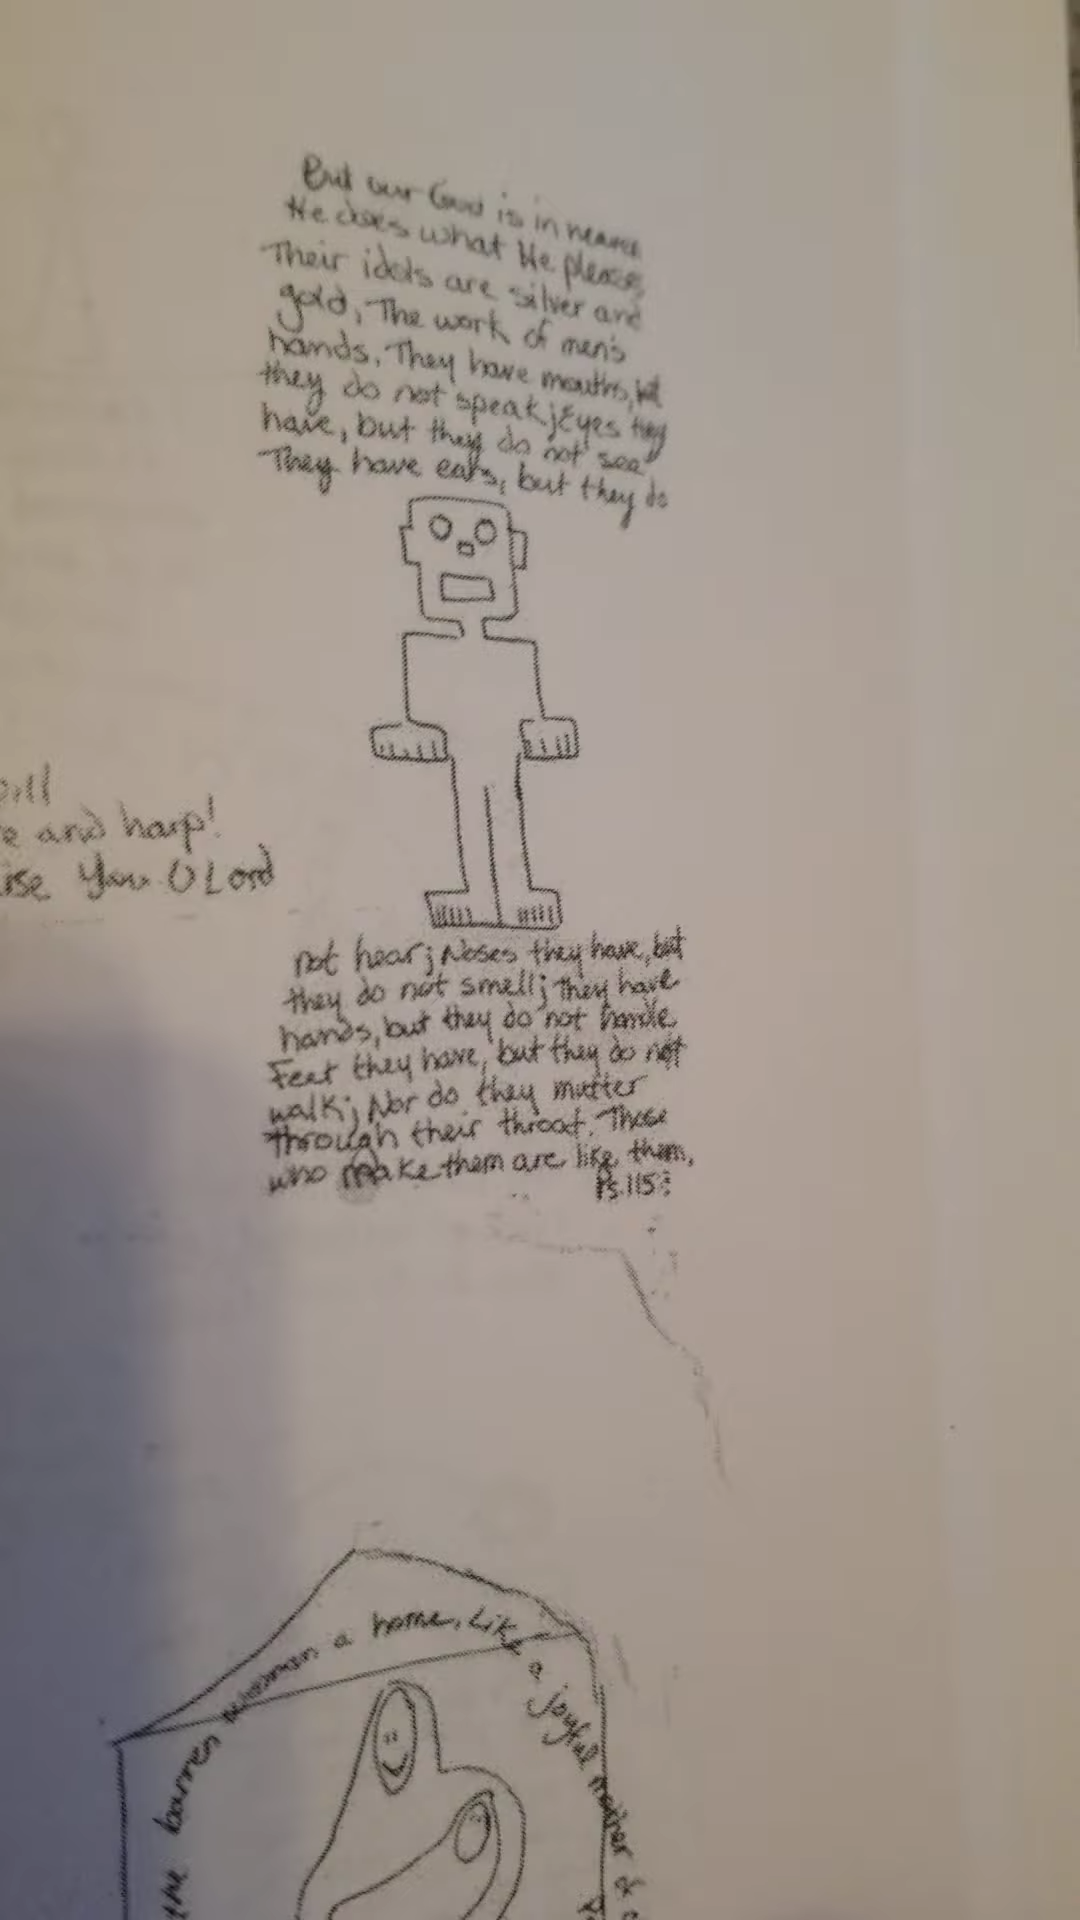 But our God is in heaven
He does what He pleases
Their idols are silver and
gold, The work of men's
hands. They have mouths, but
they do not speak; Eyes they
have, but they do not see
They have ears, but they do
and harp!
You O Lord
not hear; Noses they have, but
they do not smell; They have
hands, but they do not handle
Feet they have, but they do not
walk; Nor do they mutter
through their throat. Those
who make them are like them,
Ps. 115:
the barren woman a home, Like a joyful mother of